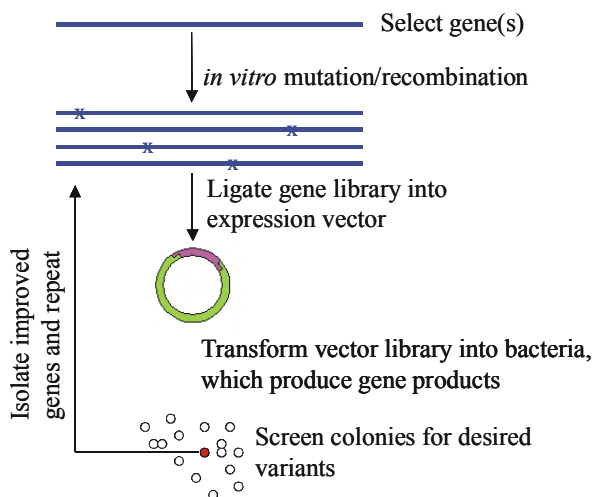 Select gene(s)
in vitro mutation/recombination
x
x
x
x
Ligate gene library into
expression vector
Isolate improved
genes and repeat
Transform vector library into bacteria,
which produce gene products
Screen colonies for desired
variants